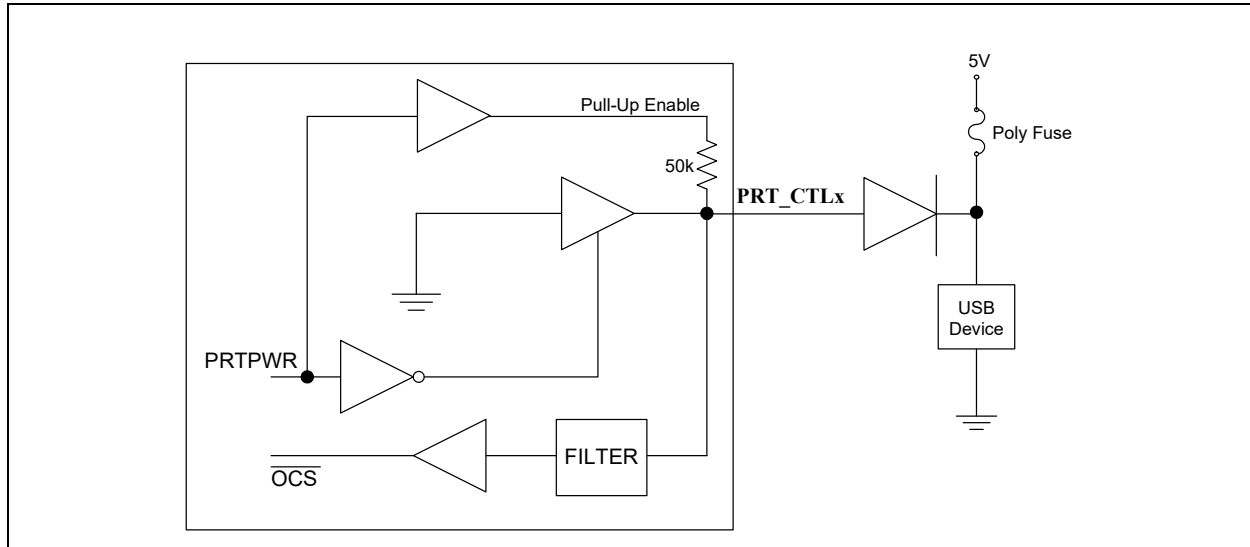 5V
Poly Fuse
Pull-Up Enable
50k
PRT_CTLx
USB
Device
PRTPWR
FILTER
OCS